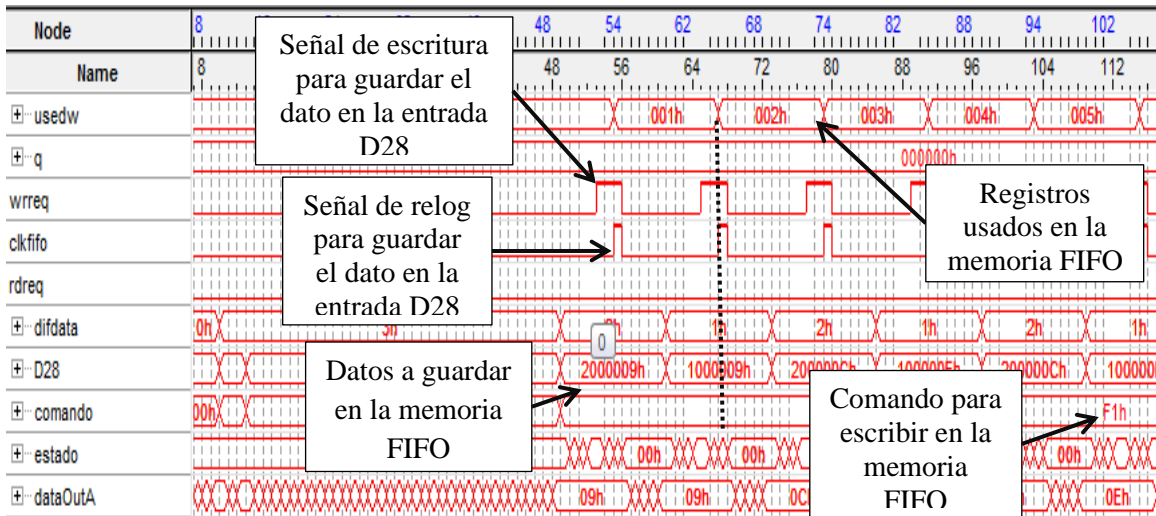 Node
8
48 54 62 68 74 82 88 94 102
Name
8
48 56 64 72 80 88 96 104 112
Señal de escritura
para guardar el
dato en la entrada
D28
usedw
001h 002h 003h 004h 005h
q
000000h
wrreq
Señal de relog
para guardar
el dato en la
entrada D28
Registros
usados en la
memoria FIFO
clkfifo
rdreq
difdata
0h 3h 2h 1h 2h 1h 2h 1h
0
D28
2000009h 1000009h 200000Ch 100000Eh 200000Ch 100000
Datos a guardar
en la memoria
FIFO
Comando para
escribir en la
memoria
FIFO
comando
00h
F1h
estado
00h 00h 00h
dataOutA
09h 09h 0C 0Eh